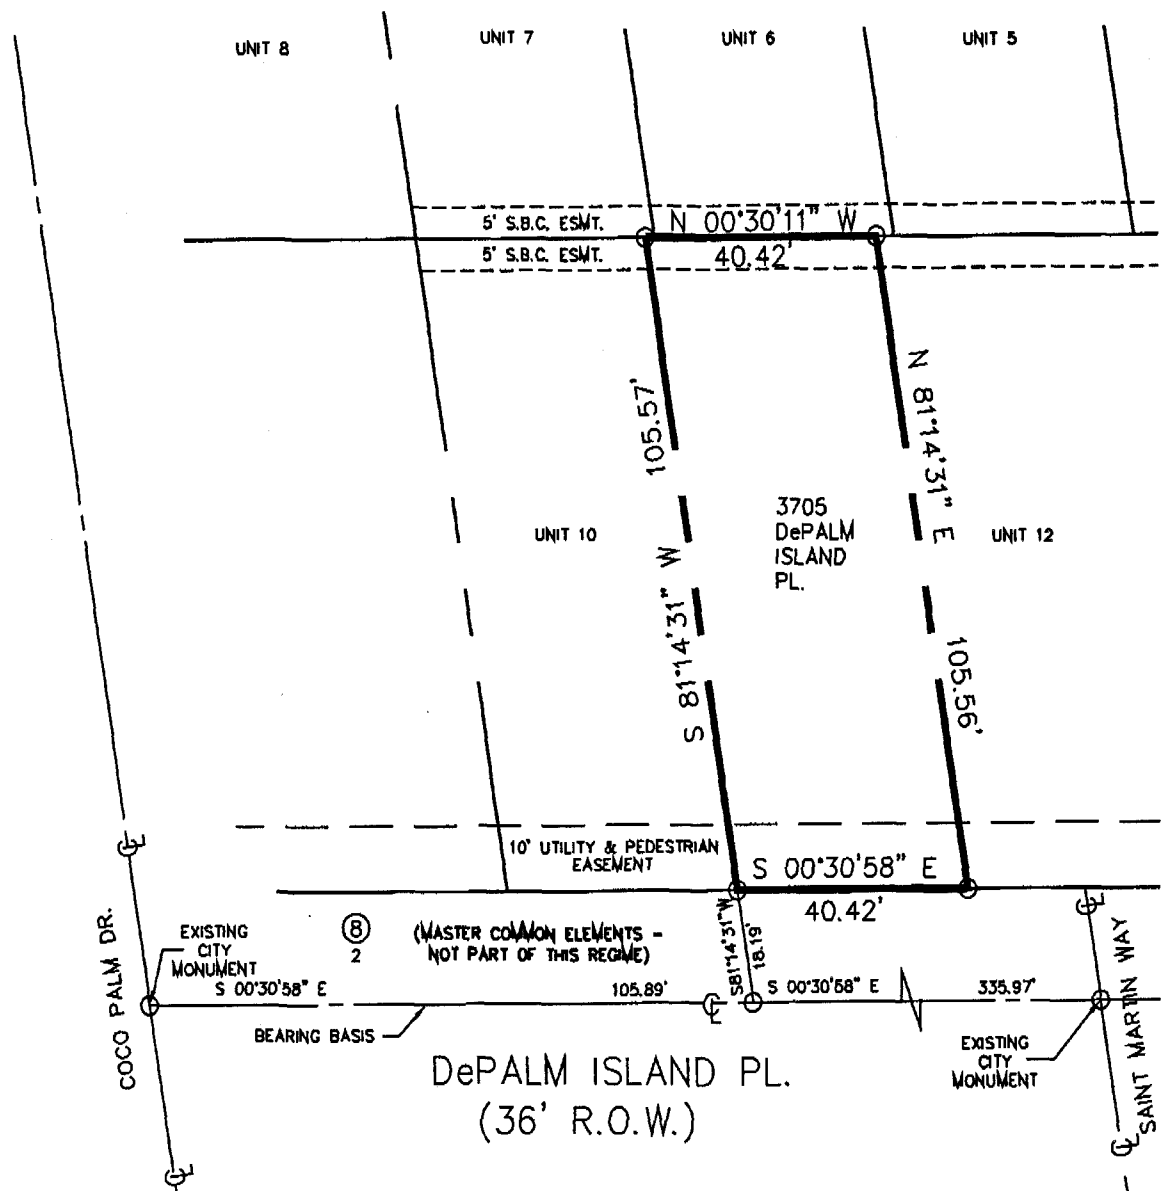 UNIT 8
UNIT 7
UNIT 6
UNIT 5
5' S.B.C. ESMT.
N 00°30'11" W
5' S.B.C. ESMT.
40.42'
105.57'
S 81°14'31" W
N 81°14'31" E
105.56'
UNIT 10
3705
DePALM
ISLAND
PL.
UNIT 12
10' UTILITY & PEDESTRIAN
EASEMENT
S 00°30'58" E
40.42'
COCO PALM DR.
EXISTING
CITY
MONUMENT
8
2
(MASTER COMMON ELEMENTS -
NOT PART OF THIS REGIME)
S81°14'31"W
18.19'
S 00°30'58" E
105.89'
S 00°30'58" E
335.97'
BEARING BASIS
EXISTING
CITY
MONUMENT
SAINT MARTIN WAY
DePALM ISLAND PL.
(36' R.O.W.)